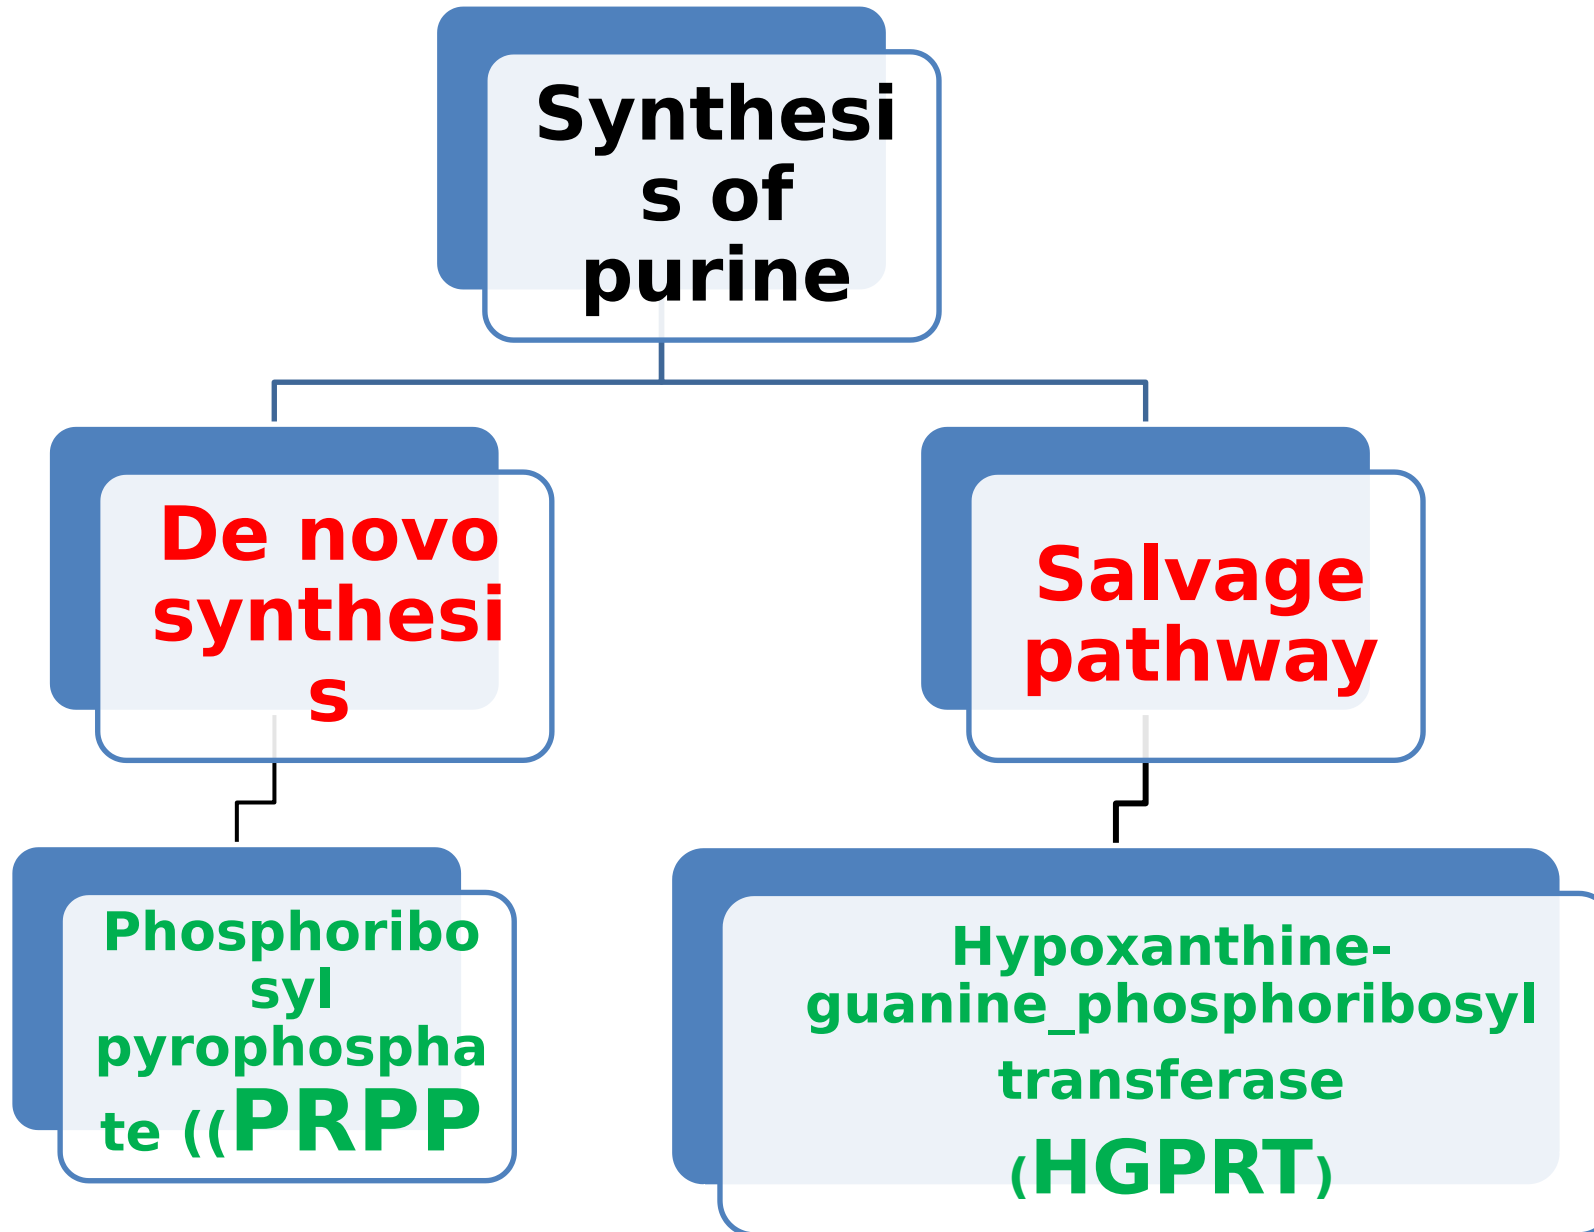 Synthesi
s of
purine
De novo
synthesi
s
Salvage
pathway
Phosphoribo
syl
pyrophospha
te ((PRPP
Hypoxanthine-
guanine_phosphoribosyl
transferase
(HGPRT)